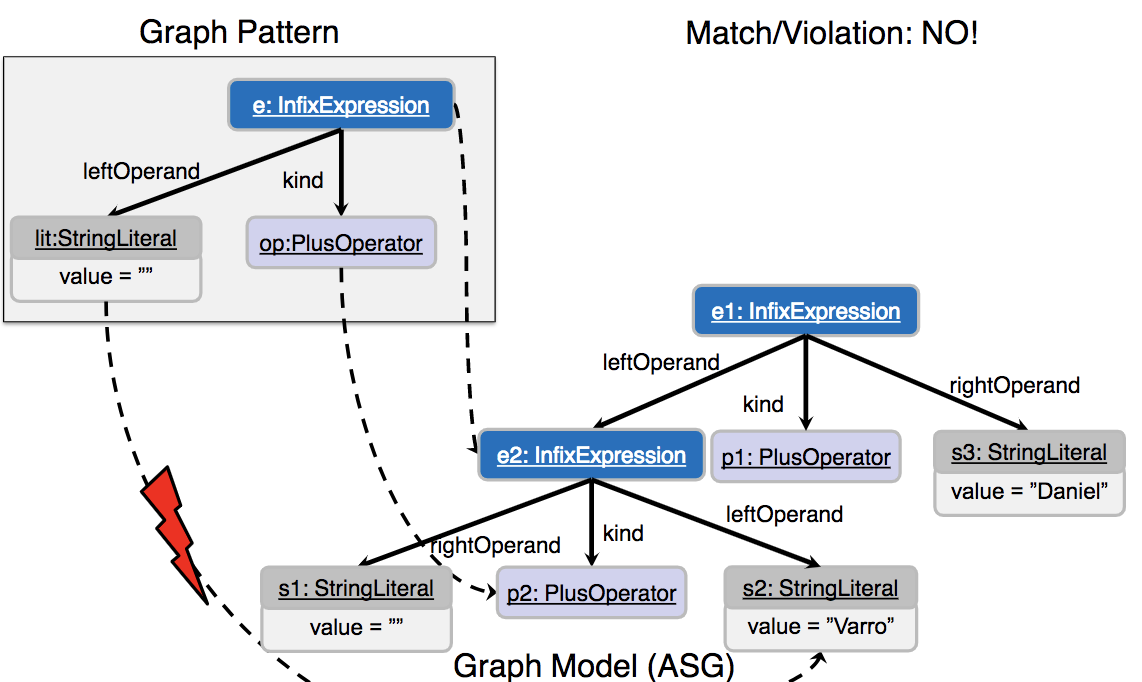 Graph Pattern
Match/Violation: NO!
e: InfixExpression
leftOperand
kind
lit:StringLiteral
value = ””
op:PlusOperator
e1: InfixExpression
leftOperand
kind
rightOperand
e2: InfixExpression
p1: PlusOperator
s3: StringLiteral
value = ”Daniel”
rightOperand
kind
leftOperand
s1: StringLiteral
value = ””
p2: PlusOperator
s2: StringLiteral
value = ”Varro”
Graph Model (ASG)